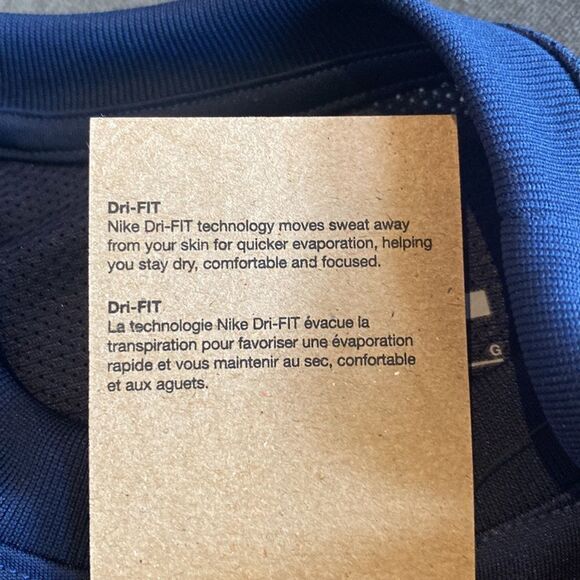 Dri-FIT
Nike Dri-FIT technology moves sweat away
from your skin for quicker evaporation, helping
you stay dry, comfortable and focused.
Dri-FIT
La technologie Nike Dri-FIT évacue la
transpiration pour favoriser une évaporation
rapide et vous maintenir au sec, confortable
et aux aguets.
G